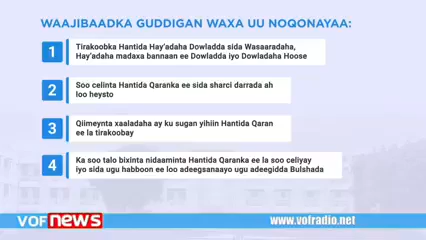 WAAJIBAADKA GUDDIGAN WAXA UU NOQONAYAA:
1 Tirakoobka Hantida Hay'adaha Dowladda sida Wasaaradaha,
Hay'adaha madaxa bannaan ee Dowladda iyo Dowladaha Hoose
2 Soo celinta Hantida Qaranka ee sida sharci darrada ah
loo heysto
3 Qiimeynta xaaladaha ay ku sugan yihiin Hantida Qaran
ee la tirakoobay
4 Ka soo talo bixinta nidaaminta Hantida Qaranka ee la soo celiyay
iyo sida ugu habboon ee loo adeegsanaayo ugu adeegidda Bulshada
VOF news
www.vofradio.net